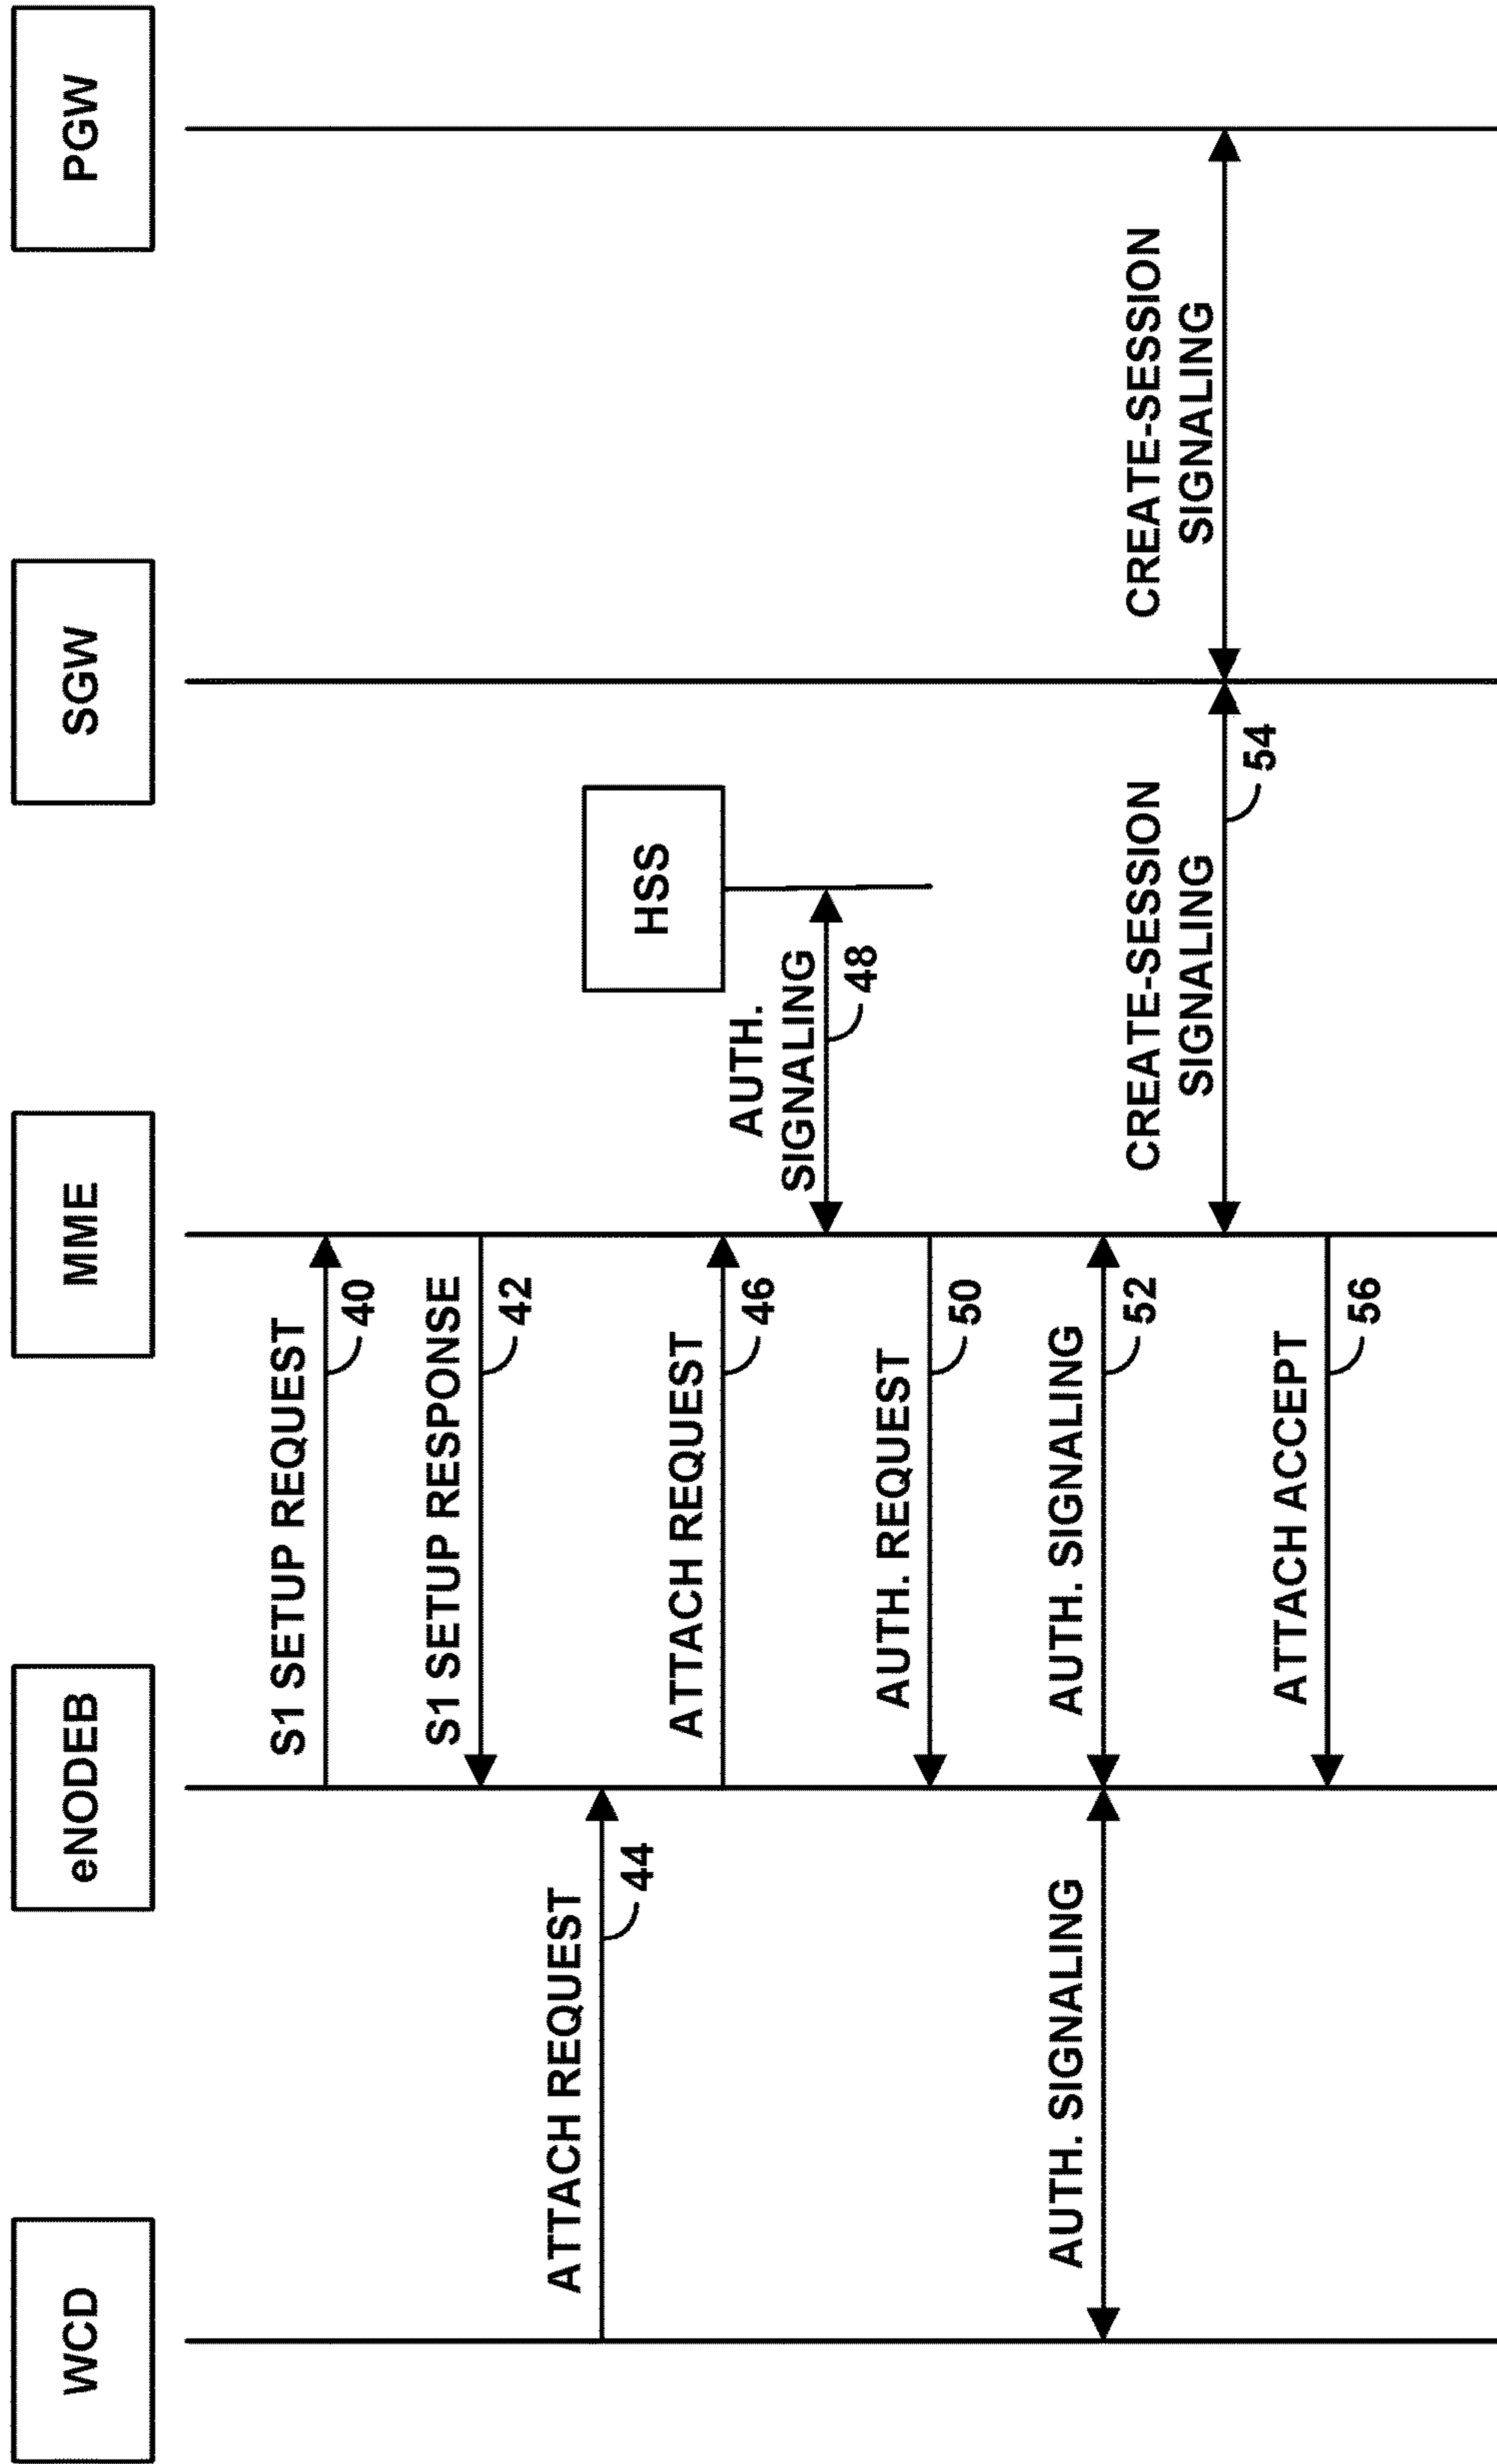 WCD
eNODEB
MME
SGW
PGW
S1 SETUP REQUEST
40
S1 SETUP RESPONSE
42
ATTACH REQUEST
44
HSS
ATTACH REQUEST
46
AUTH.
SIGNALING
48
AUTH. REQUEST
50
AUTH. SIGNALING
AUTH. SIGNALING
52
CREATE-SESSION
SIGNALING
54
CREATE-SESSION
SIGNALING
ATTACH ACCEPT
56